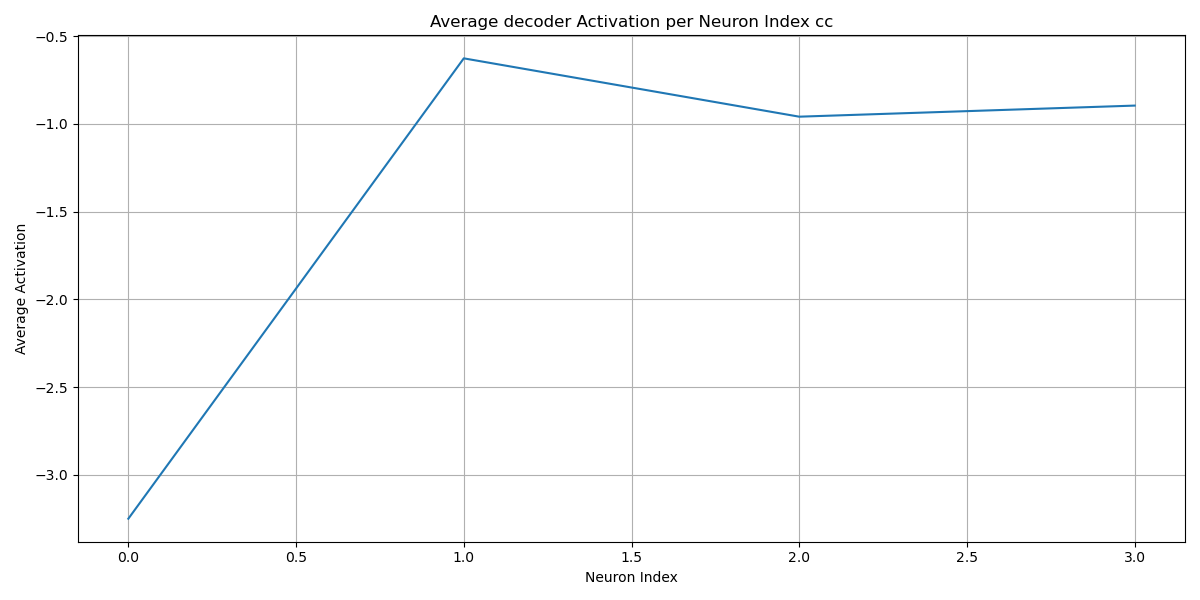 Average decoder Activation per Neuron Index cc
−0.5
−1.0
−1.5
−2.0
−2.5
−3.0
Average Activation
0.0 0.5 1.0 1.5 2.0 2.5 3.0
Neuron Index